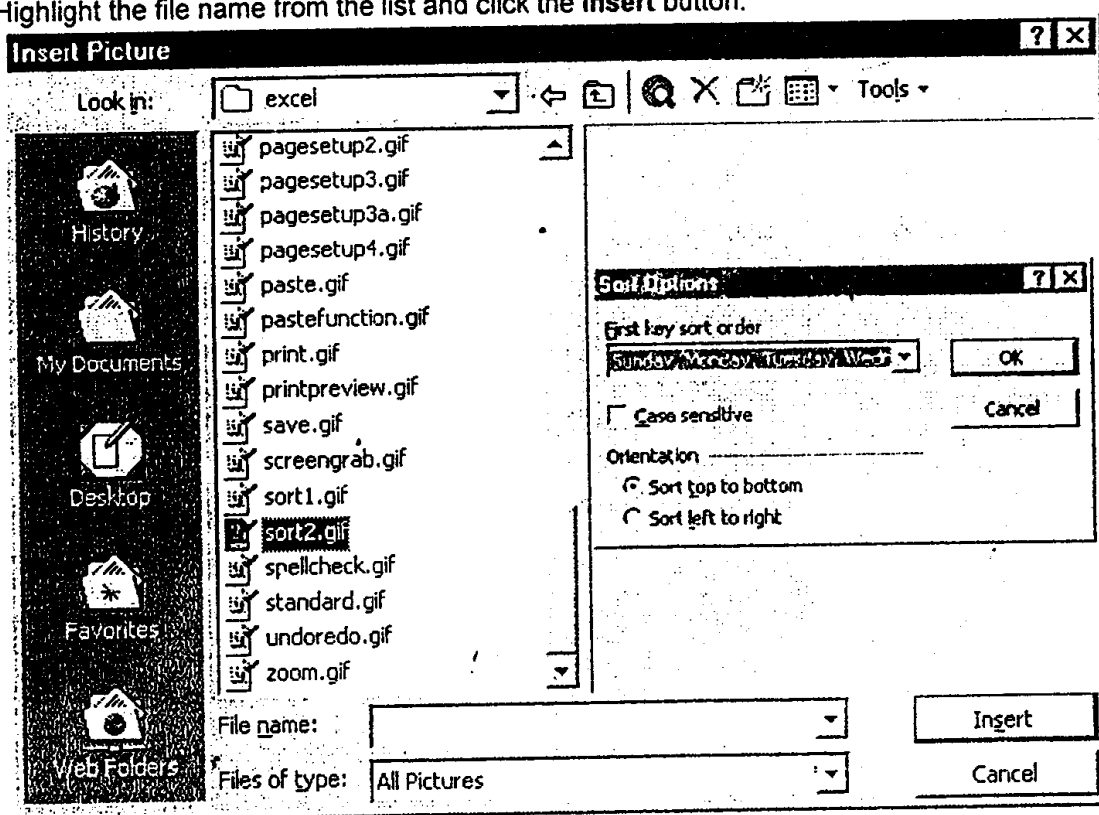 Highlight the file name from the list and click the Insert button.
Insert Picture
Look in:
excel
Tools
History
My Documents
Desktop
Favorites
Web Folders
pagesetup2.gif
pagesetup3.gif
pagesetup3a.gif
pagesetup4.gif
paste.gif
pastefunction.gif
print.gif
printpreview.gif
save.gif
screengrab.gif
sort1.gif
sort2.gif
spellcheck.gif
standard.gif
undoredo.gif
zoom.gif
Sort Options
First key sort order
Sunday, Monday, Tuesday, Wedn
OK
Case sensitive
Cancel
Orientation
Sort top to bottom
Sort left to right
File name:
Insert
Files of type:
All Pictures
Cancel